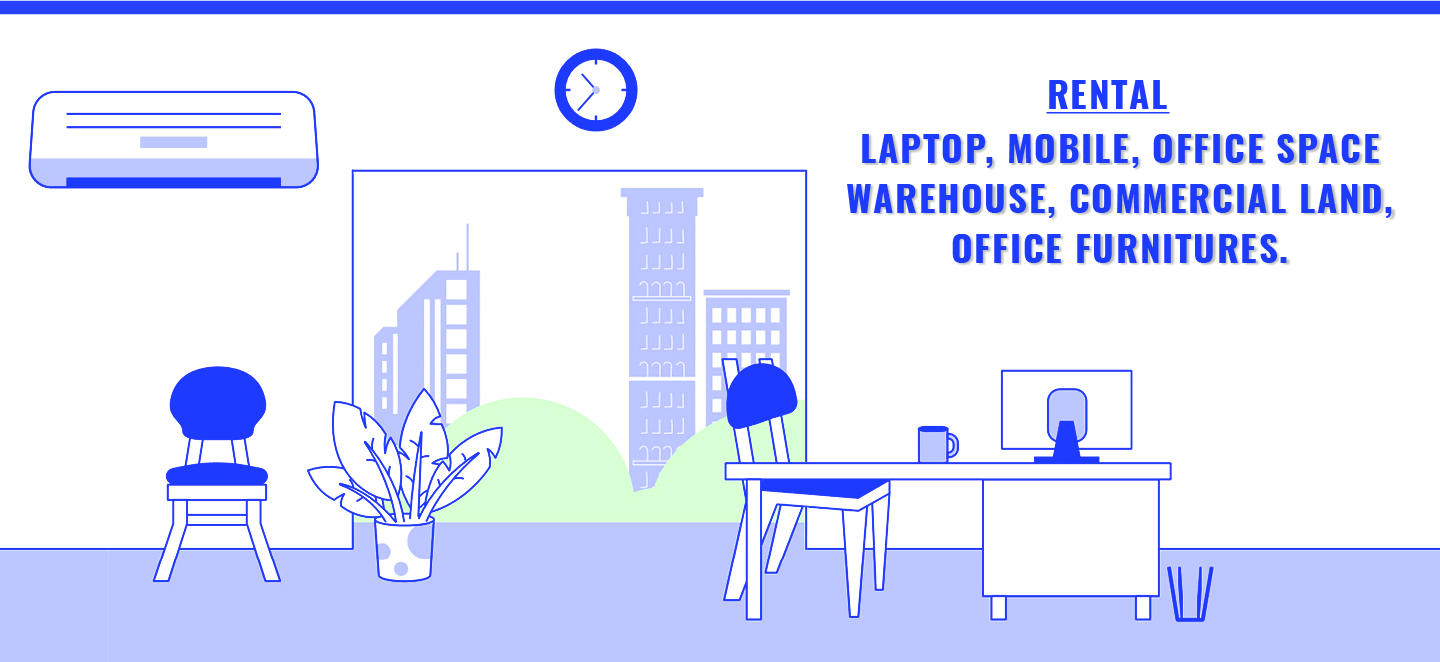 RENTAL
LAPTOP, MOBILE, OFFICE SPACE
WAREHOUSE, COMMERCIAL LAND,
OFFICE FURNITURES.